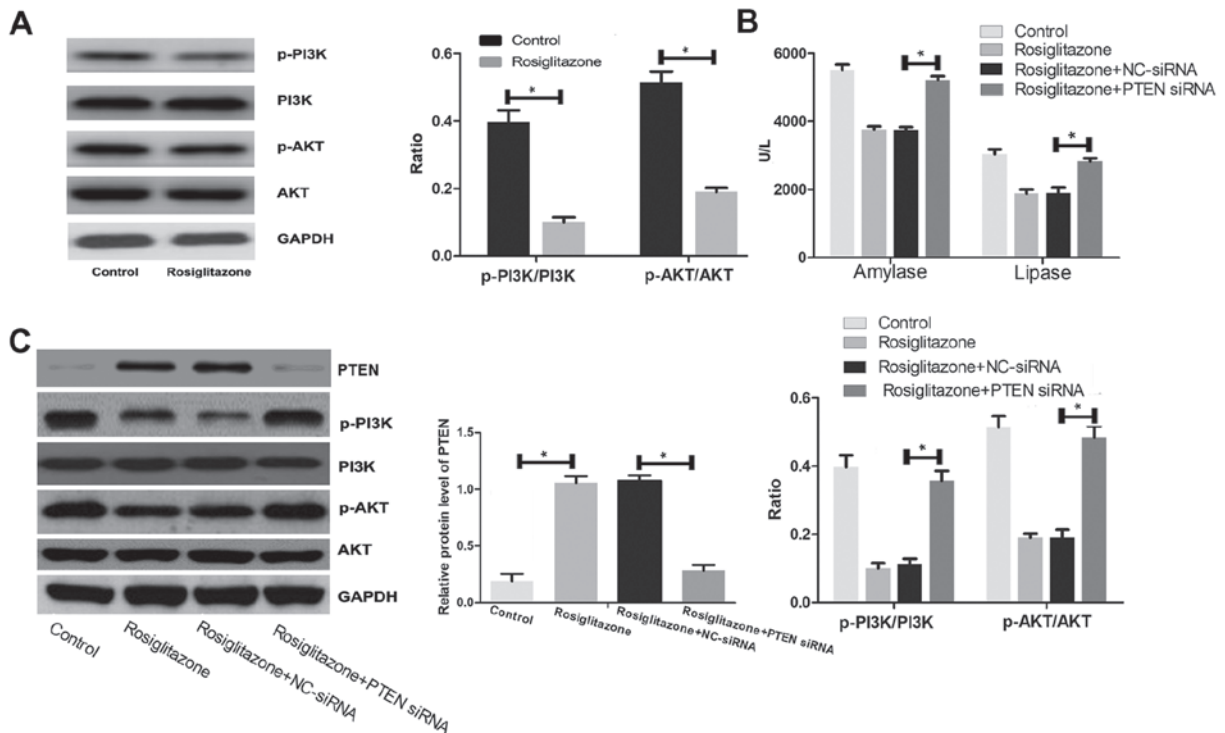 A
p-PI3K
PI3K
p-AKT
AKT
GAPDH
Control Rosiglitazone
Control
Rosiglitazone
Ratio
0.6
0.4
0.2
0.0
*
*
p-PI3K/PI3K p-AKT/AKT
B
Control
Rosiglitazone
Rosiglitazone+NC-siRNA
Rosiglitazone+PTEN siRNA
U/L
6000
4000
2000
0
*
*
Amylase Lipase
C
PTEN
p-PI3K
PI3K
p-AKT
AKT
GAPDH
Control
Rosiglitazone
Rosiglitazone+NC-siRNA
Rosiglitazone+PTEN siRNA
Relative protein level of PTEN
1.5
1.0
0.5
0.0
*
*
Control
Rosiglitazone
Rosiglitazone+NC-siRNA
Rosiglitazone+PTEN siRNA
Control
Rosiglitazone
Rosiglitazone+NC-siRNA
Rosiglitazone+PTEN siRNA
Ratio
0.6
0.4
0.2
0.0
*
*
p-PI3K/PI3K p-AKT/AKT